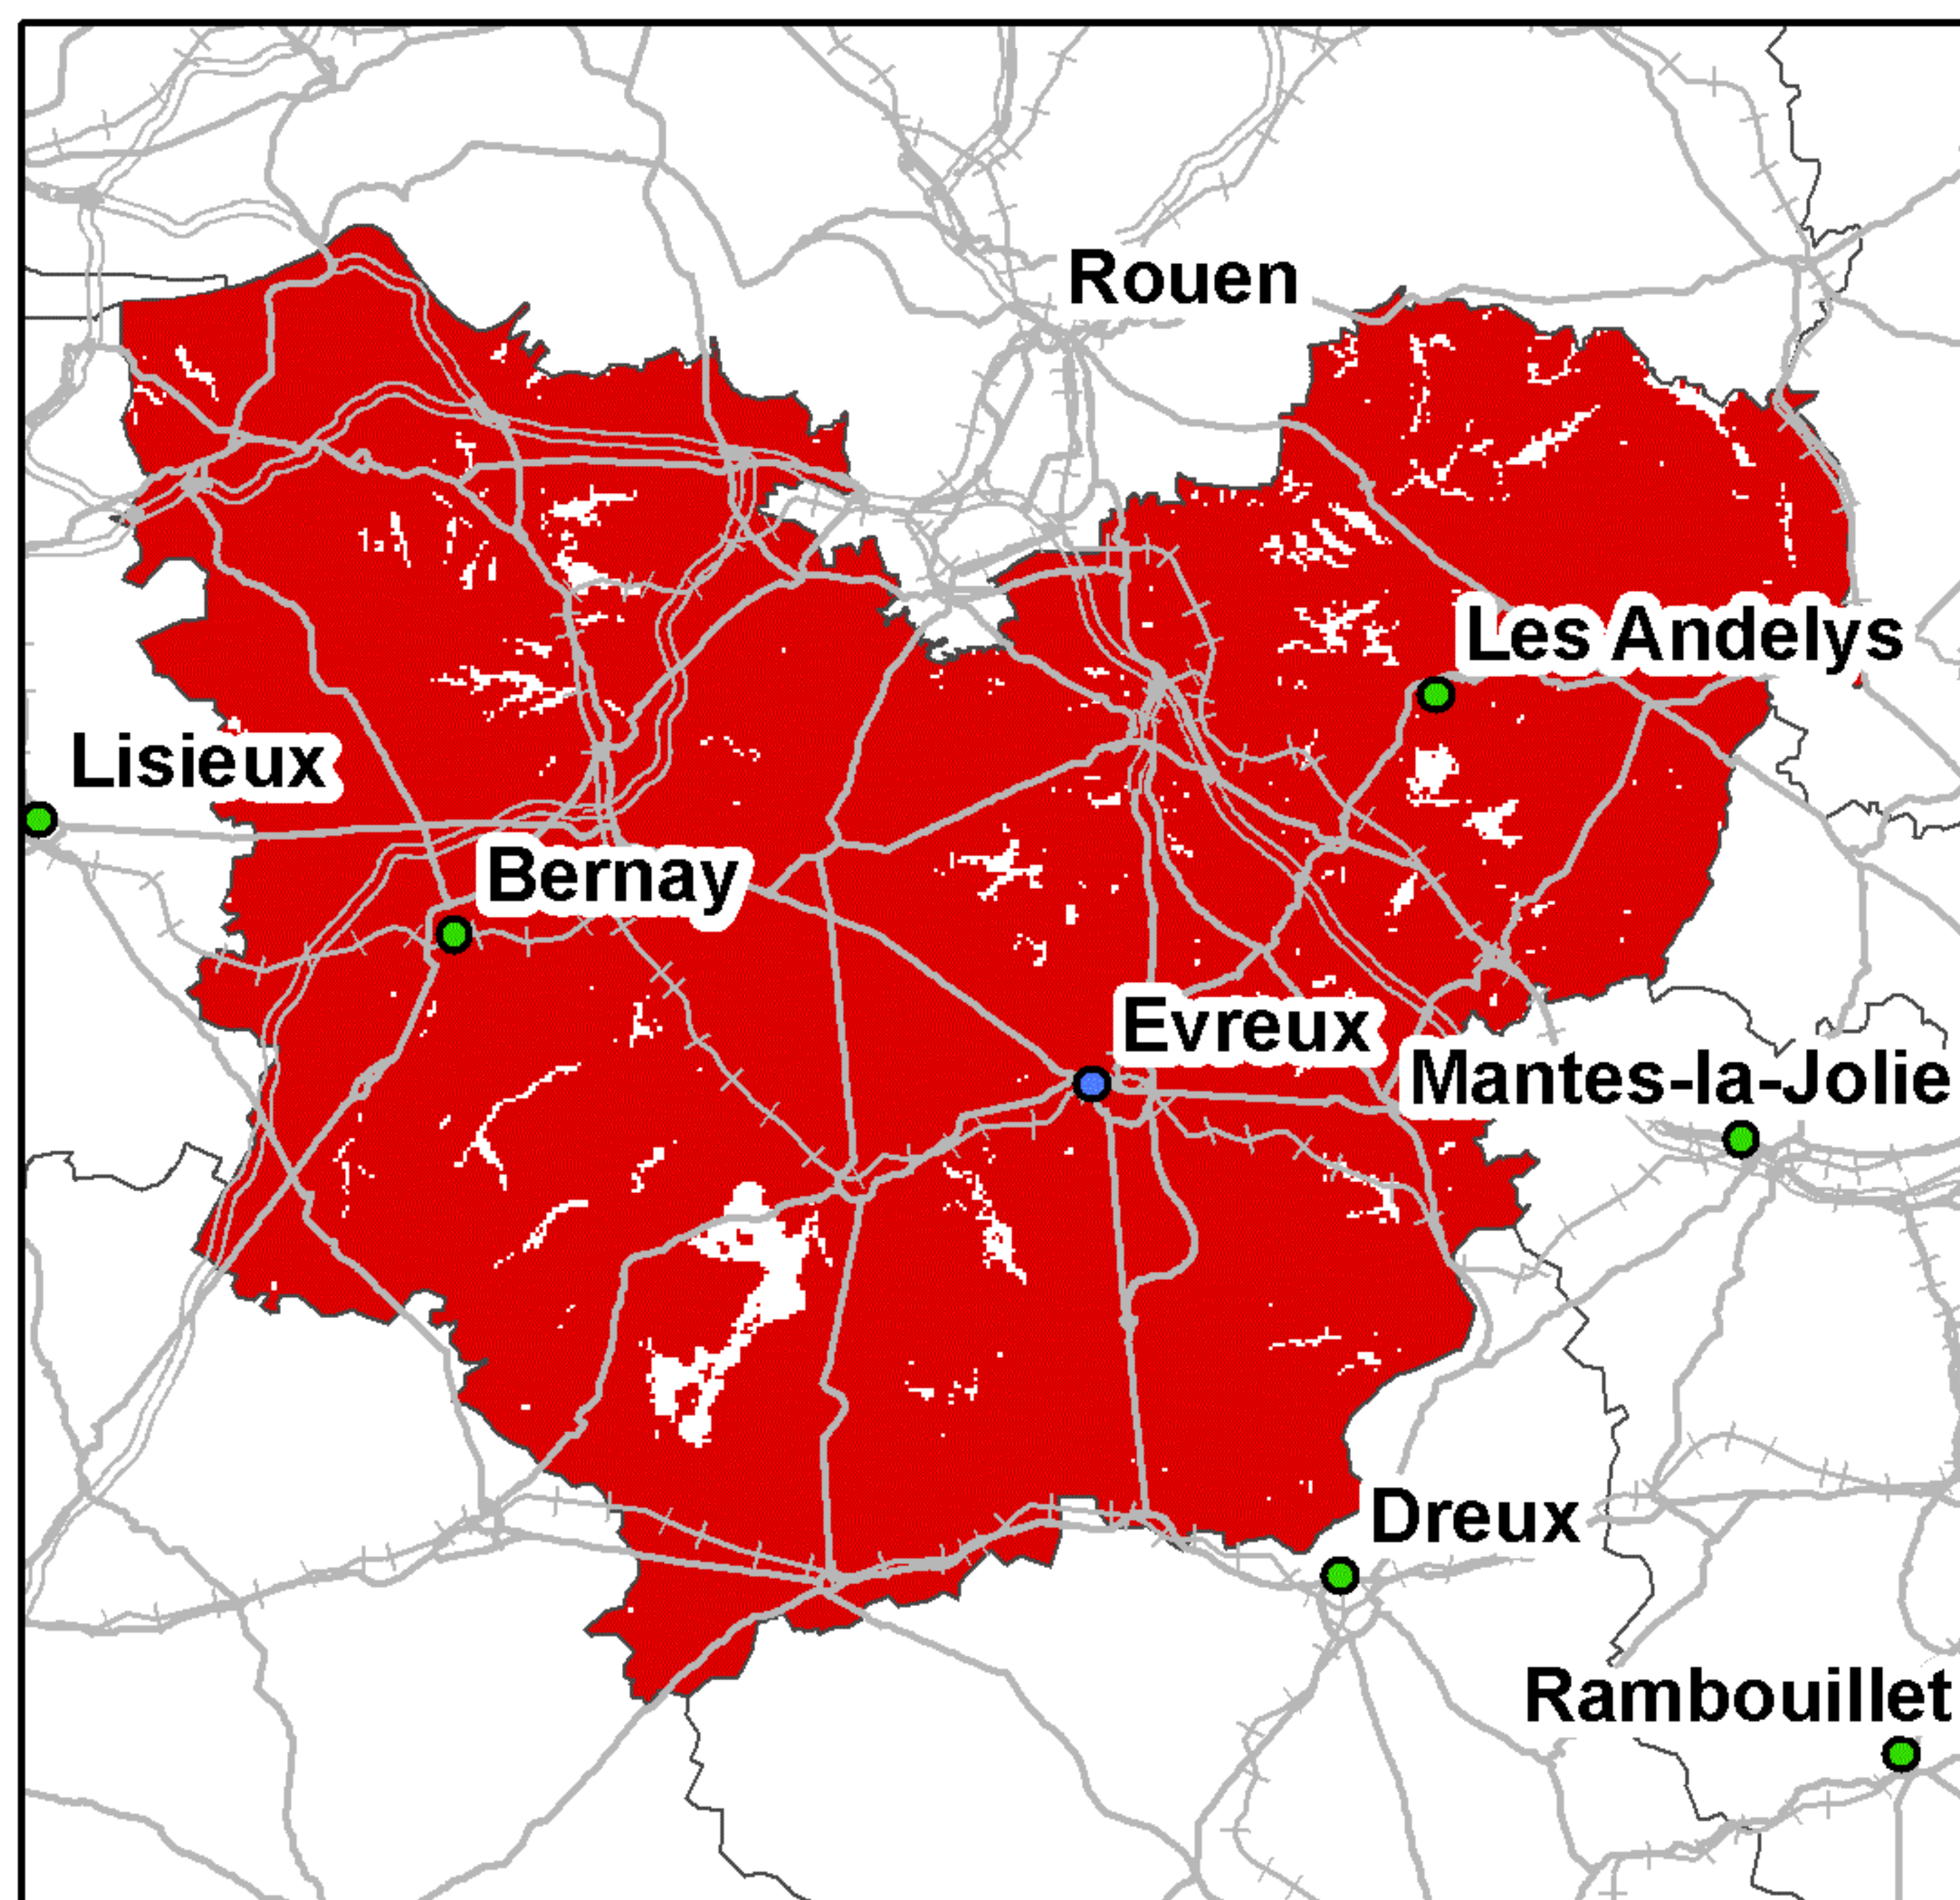 Rouen
Les Andelys
Lisieux
Bernay
Evreux
Mantes-la-Jolie
Dreux
Rambouillet